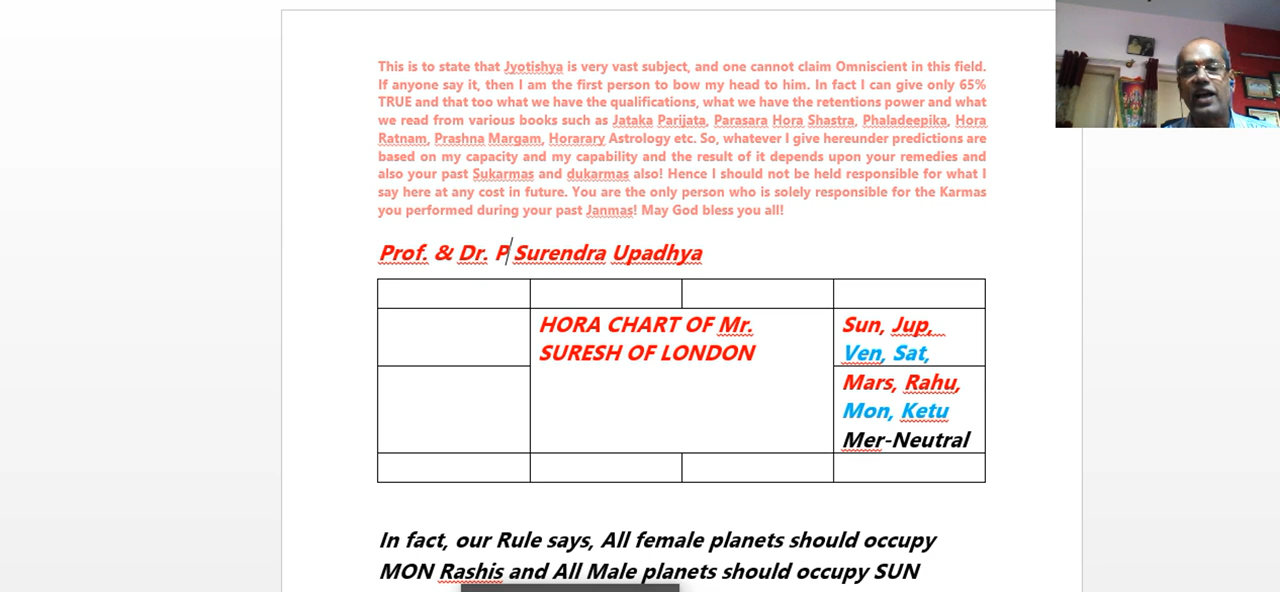 This is to state that Jyotishya is very vast subject, and one cannot claim Omniscient in this field.
If anyone say it, then I am the first person to bow my head to him. In fact I can give only 65%
TRUE and that too what we have the qualifications, what we have the retentions power and what
we read from various books such as Jataka Parijata, Parasara Hora Shastra, Phaladeepika, Hora
Ratnam, Prashna Margam, Horarary Astrology etc. So, whatever I give hereunder predictions are
based on my capacity and my capability and the result of it depends upon your remedies and
also your past Sukarmas and dukarmas also! Hence I should not be held responsible for what I
say here at any cost in future. You are the only person who is solely responsible for the Karmas
you performed during your past Janmas! May God bless you all!
Prof. & Dr. P Surendra Upadhya
HORA CHART OF Mr.
SURESH OF LONDON
Sun, Jup,
Ven, Sat,
Mars, Rahu,
Mon, Ketu
Mer-Neutral
In fact, our Rule says, All female planets should occupy
MON Rashis and All Male planets should occupy SUN